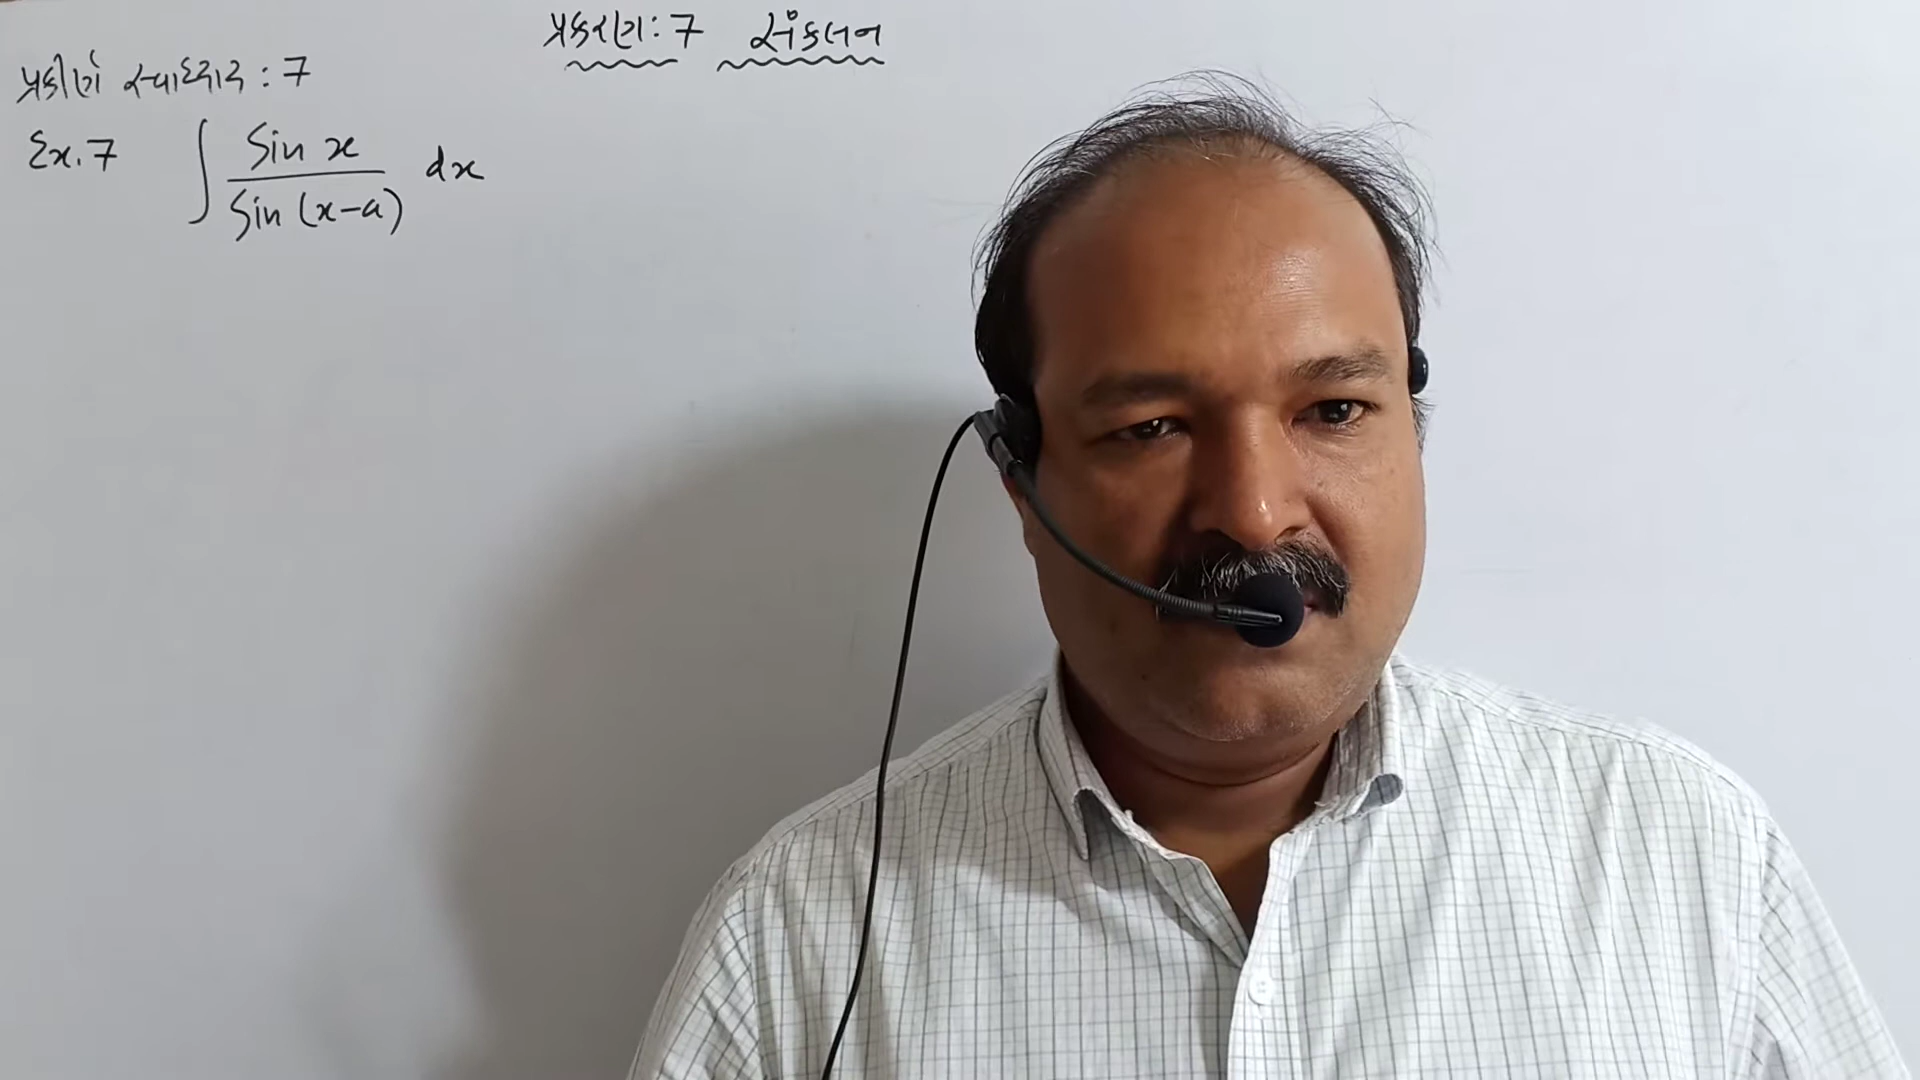 પ્રકરણ : 7 સંકલન
પ્રકીર્ણ સ્વાધ્યાય : 7
Ex. 7 ∫ Sin x / Sin (x-a) dx